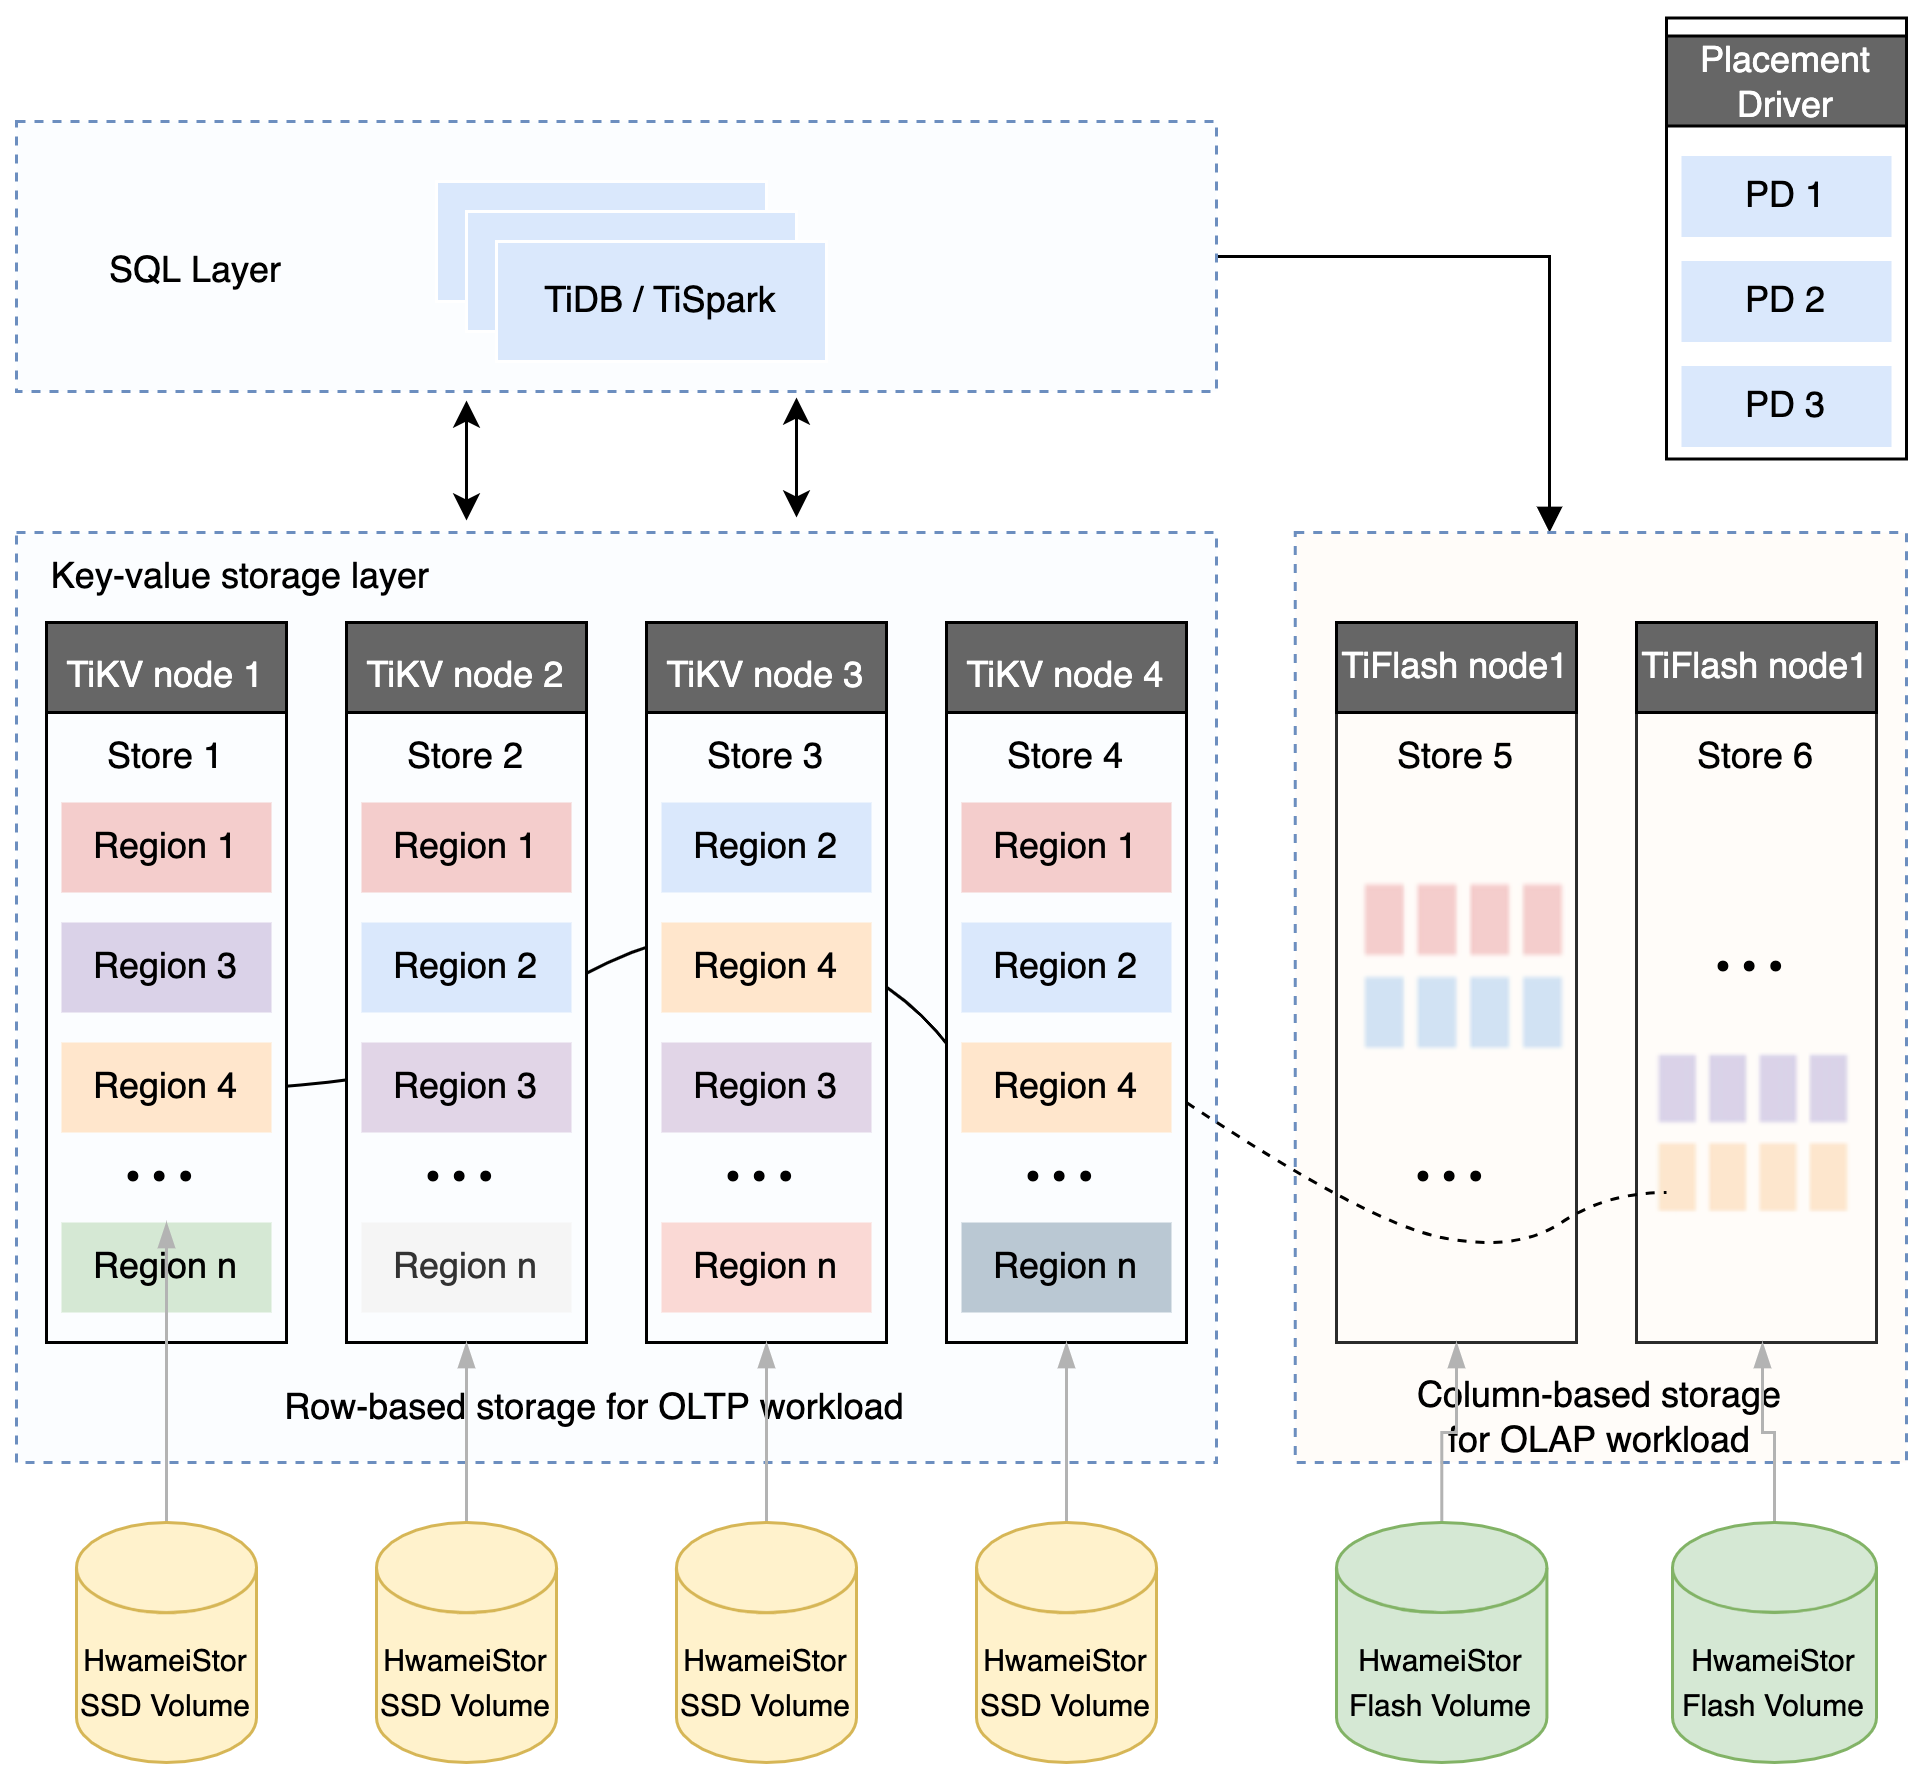 Placement
Driver
PD 1
PD 2
PD 3
SQL Layer
TiDB / TiSpark
Key-value storage layer
TiKV node 1
Store 1
Region 1
Region 3
Region 4
Region n
TiKV node 2
Store 2
Region 1
Region 2
Region 3
Region n
TiKV node 3
Store 3
Region 2
Region 4
Region 3
Region n
TiKV node 4
Store 4
Region 1
Region 2
Region 4
Region n
Row-based storage for OLTP workload
TiFlash node1
Store 5
TiFlash node1
Store 6
Column-based storage
for OLAP workload
HwameiStor
SSD Volume
HwameiStor
SSD Volume
HwameiStor
SSD Volume
HwameiStor
SSD Volume
HwameiStor
Flash Volume
HwameiStor
Flash Volume